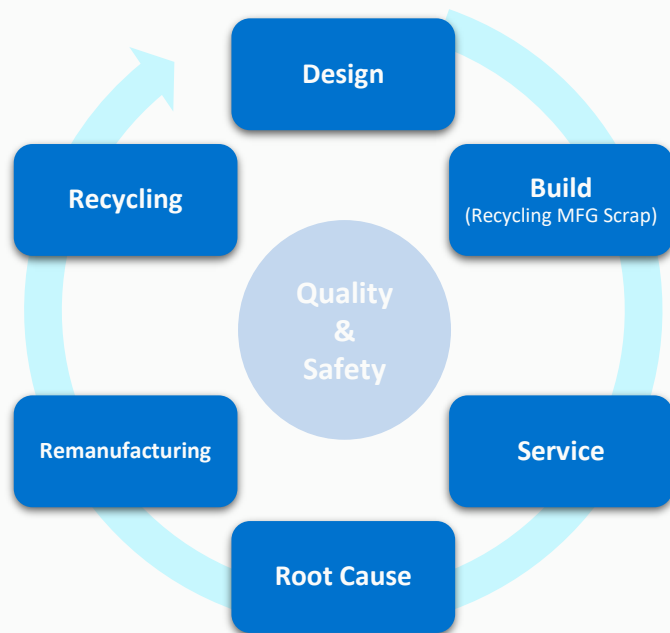 Design
Build
(Recycling MFG Scrap)
Service
Root Cause
Remanufacturing
Recycling
Quality
&
Safety